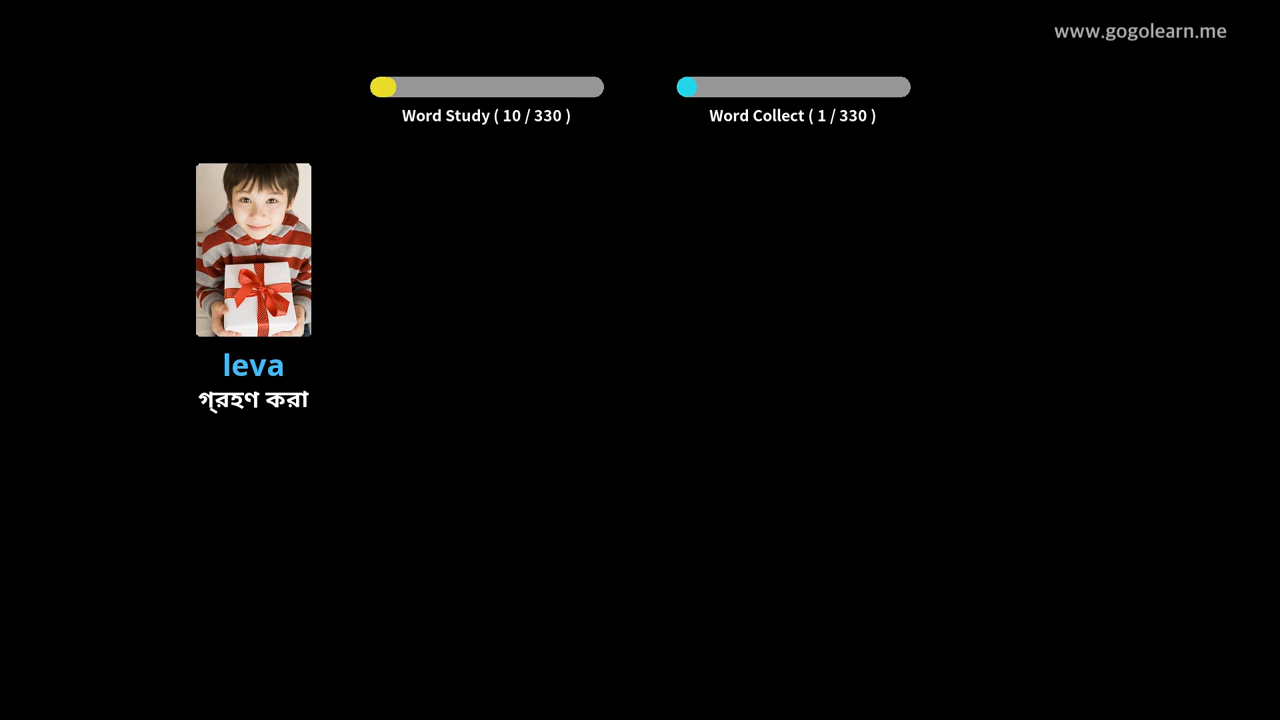 www.gogolearn.me
Word Study ( 10 / 330 )
Word Collect ( 1 / 330 )
leva
গ্রহণ করা